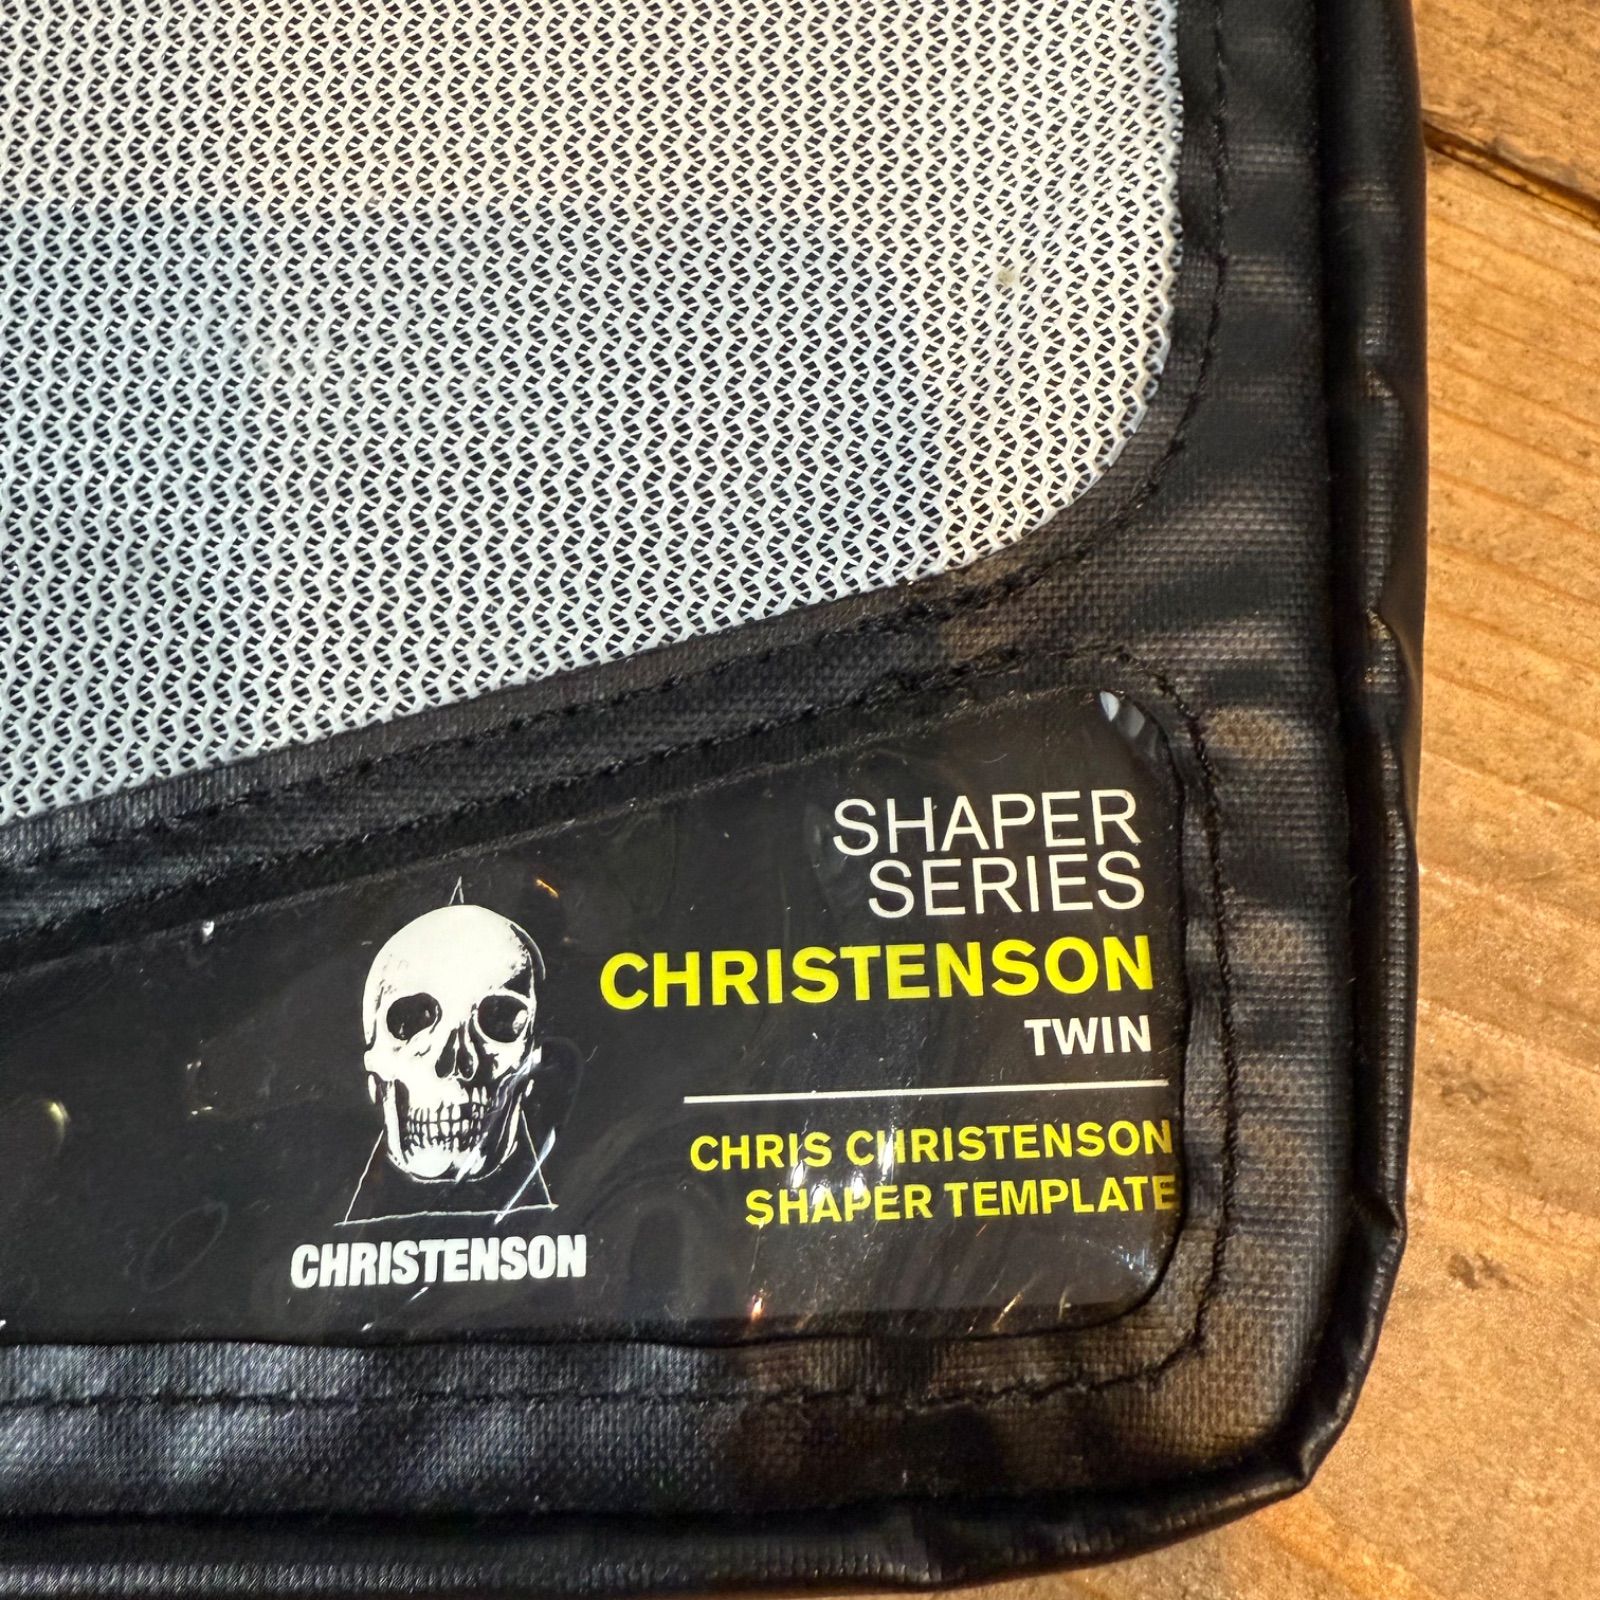 SHAPER
SERIES
CHRISTENSON
TWIN
CHRIS CHRISTENSON
SHAPER TEMPLATE
CHRISTENSON